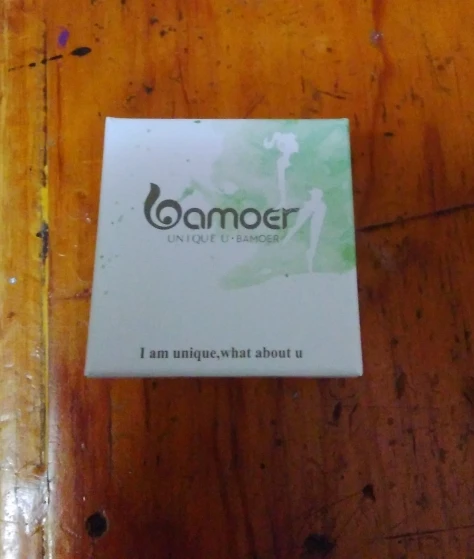 bamoer
UNIQUE U · BAMOER
I am unique,what about u